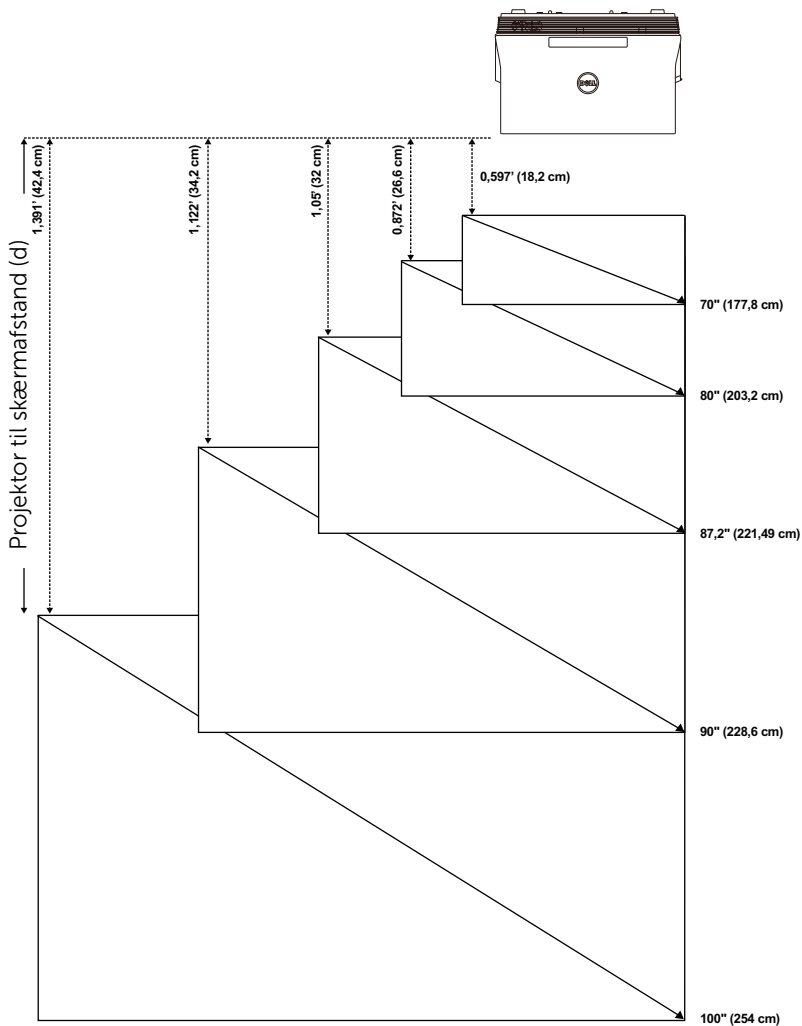 DELL
Projektor til skærmafstand (d)
1,391' (42,4 cm)
1,122' (34,2 cm)
1,05' (32 cm)
0,872' (26,6 cm)
0,597' (18,2 cm)
70" (177,8 cm)
80" (203,2 cm)
87,2" (221,49 cm)
90" (228,6 cm)
100" (254 cm)